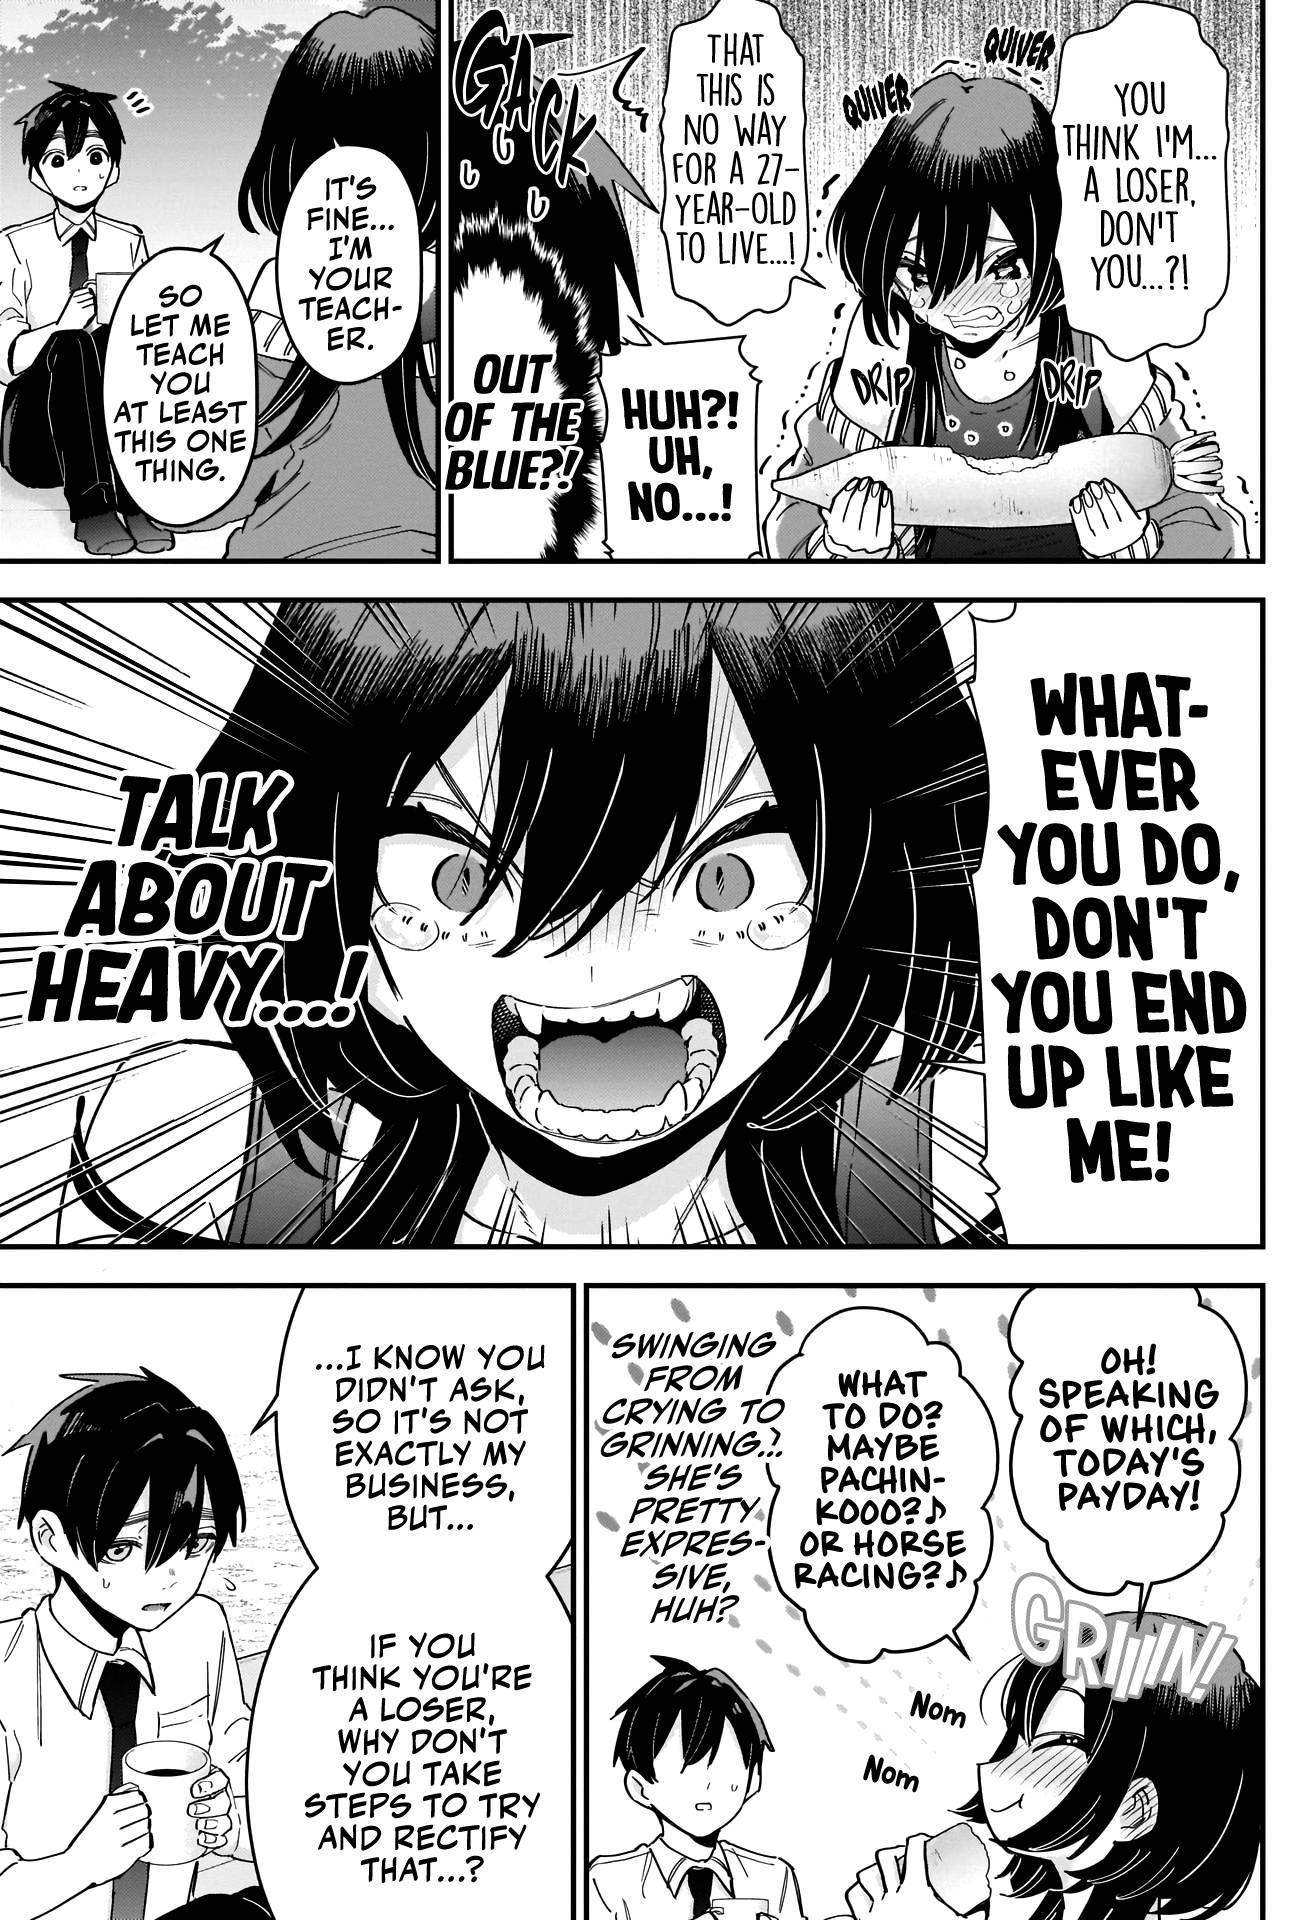 YOU
THINK I'M...
A LOSER,
DON'T
YOU...?!
QUIVER
QUIVER
DRIP
DRIP
THAT
THIS IS
NO WAY
FOR A 27-
YEAR-OLD
TO LIVE...!
HUH?!
UH,
NO...!
GACK
OUT
OF THE
BLUE?!
IT'S
FINE...
I'M
YOUR
TEACH-
ER.
SO
LET ME
TEACH
YOU
AT LEAST
THIS ONE
THING.
WHAT-
EVER
YOU DO,
DON'T
YOU END
UP LIKE
ME!
TALK
ABOUT
HEAVY...!
OH!
SPEAKING
OF WHICH,
TODAY'S
PAYDAY!
GRIIIIN!
WHAT
TO DO?
MAYBE
PACHIN-
KOOO?♪
OR HORSE
RACING?♪
Nom
Nom
SWINGING
FROM
CRYING TO
GRINNING...
SHE'S
PRETTY
EXPRES-
SIVE,
HUH?
...I KNOW YOU
DIDN'T ASK,
SO IT'S NOT
EXACTLY MY
BUSINESS,
BUT...
IF YOU
THINK YOU'RE
A LOSER,
WHY DON'T
YOU TAKE
STEPS TO TRY
AND RECTIFY
THAT...?